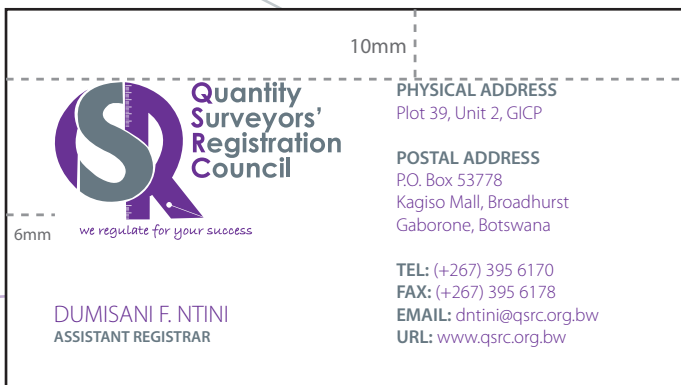 10mm
Quantity
Surveyors'
Registration
Council
we regulate for your success
6mm
DUMISANI F. NTINI
ASSISTANT REGISTRAR
PHYSICAL ADDRESS
Plot 39, Unit 2, GICP
POSTAL ADDRESS
P.O. Box 53778
Kagiso Mall, Broadhurst
Gaborone, Botswana
TEL: (+267) 395 6170
FAX: (+267) 395 6178
EMAIL: dntini@qsrc.org.bw
URL: www.qsrc.org.bw